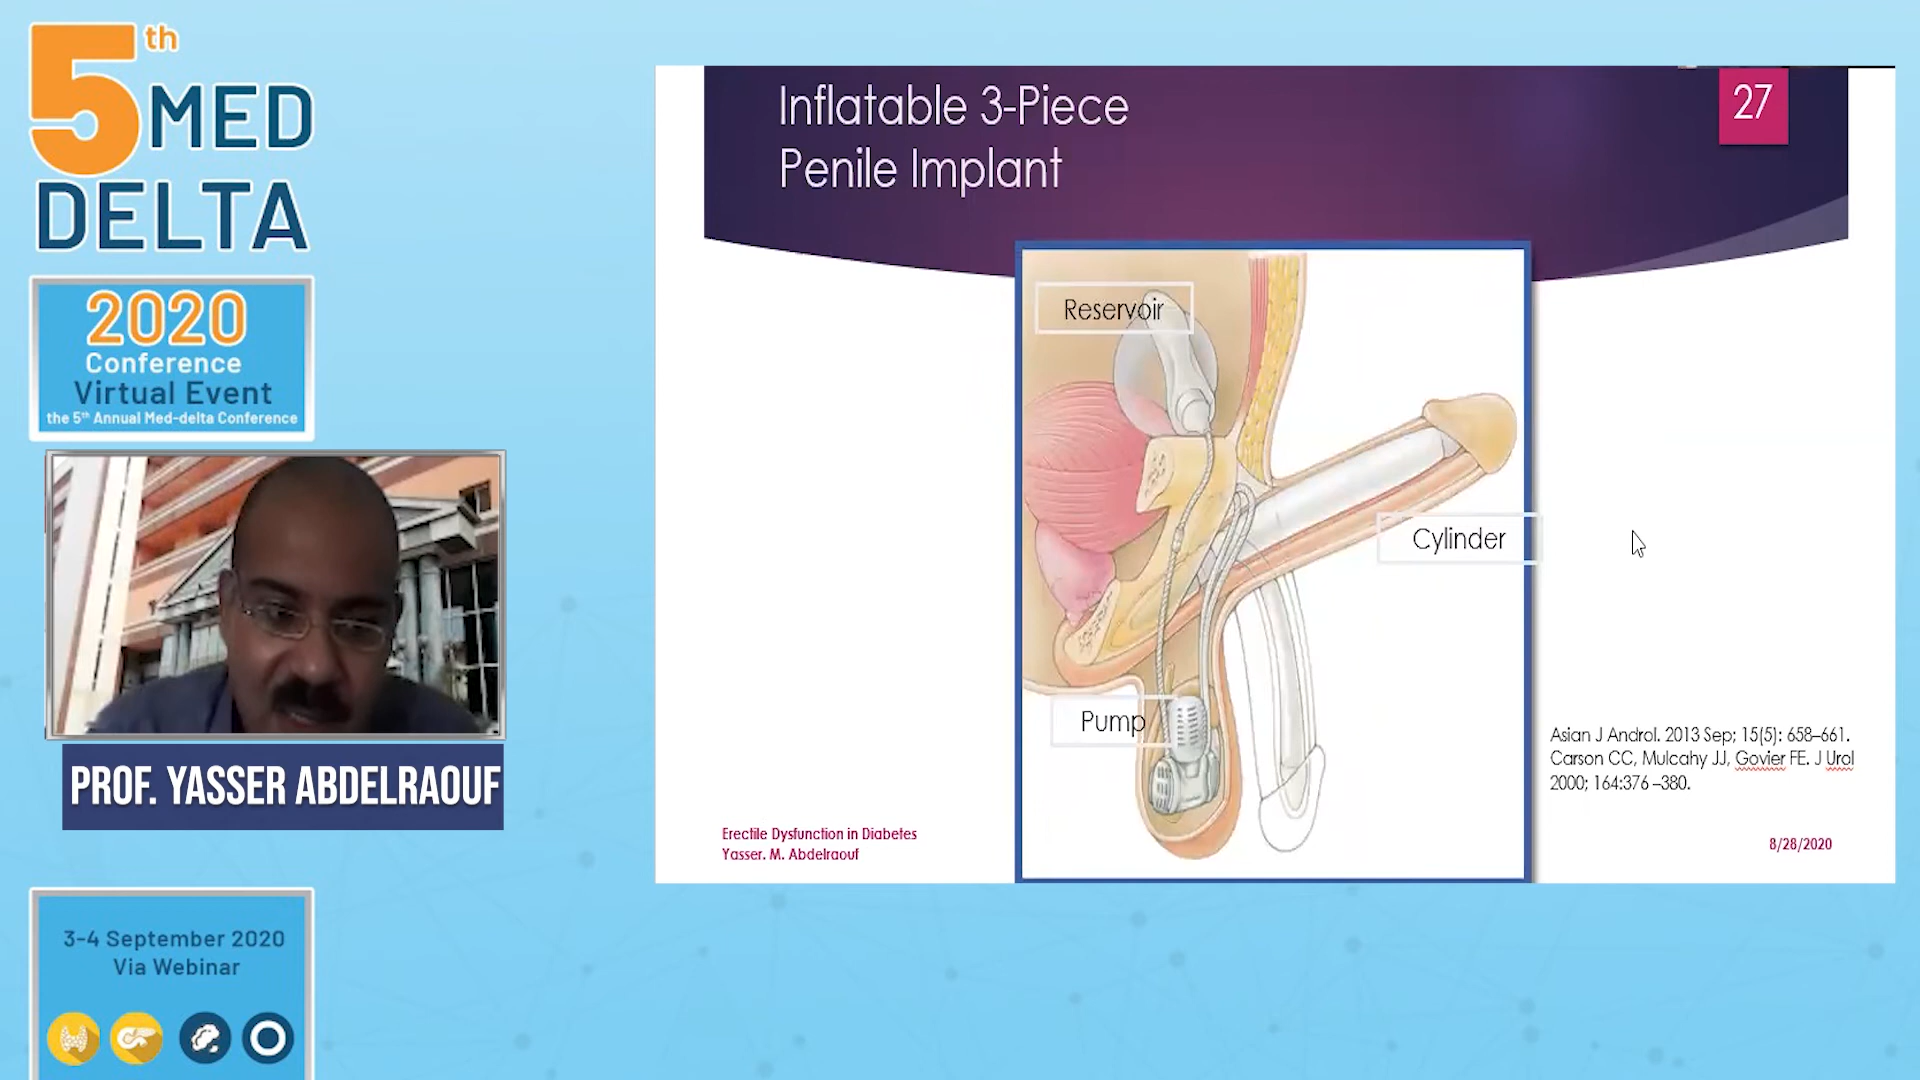 5th MED
DELTA
2020
Conference
Virtual Event
the 5th Annual Med-delta Conference
PROF. YASSER ABDELRAOUF
3-4 September 2020
Via Webinar
Inflatable 3-Piece
Penile Implant
27
Reservoir
Cylinder
Pump
Asian J Androl. 2013 Sep; 15(5): 658–661.
Carson CC, Mulcahy JJ, Govier FE. J Urol
2000; 164:376 –380.
Erectile Dysfunction in Diabetes
Yasser. M. Abdelraouf
8/28/2020